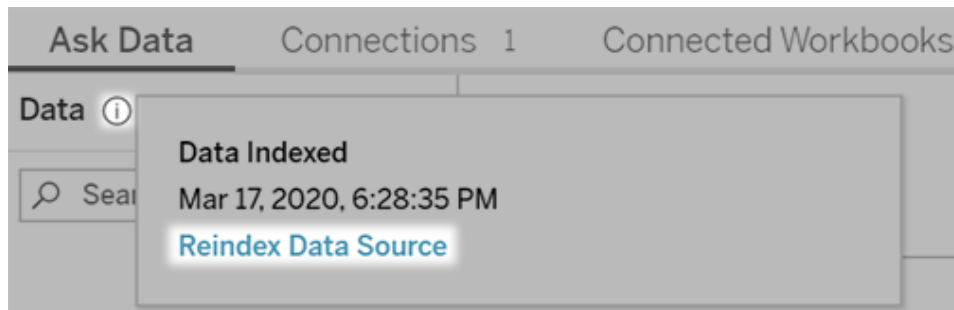 Ask Data Connections 1 Connected Workbooks
Data
Data Indexed
Sear
Mar 17, 2020, 6:28:35 PM
Reindex Data Source